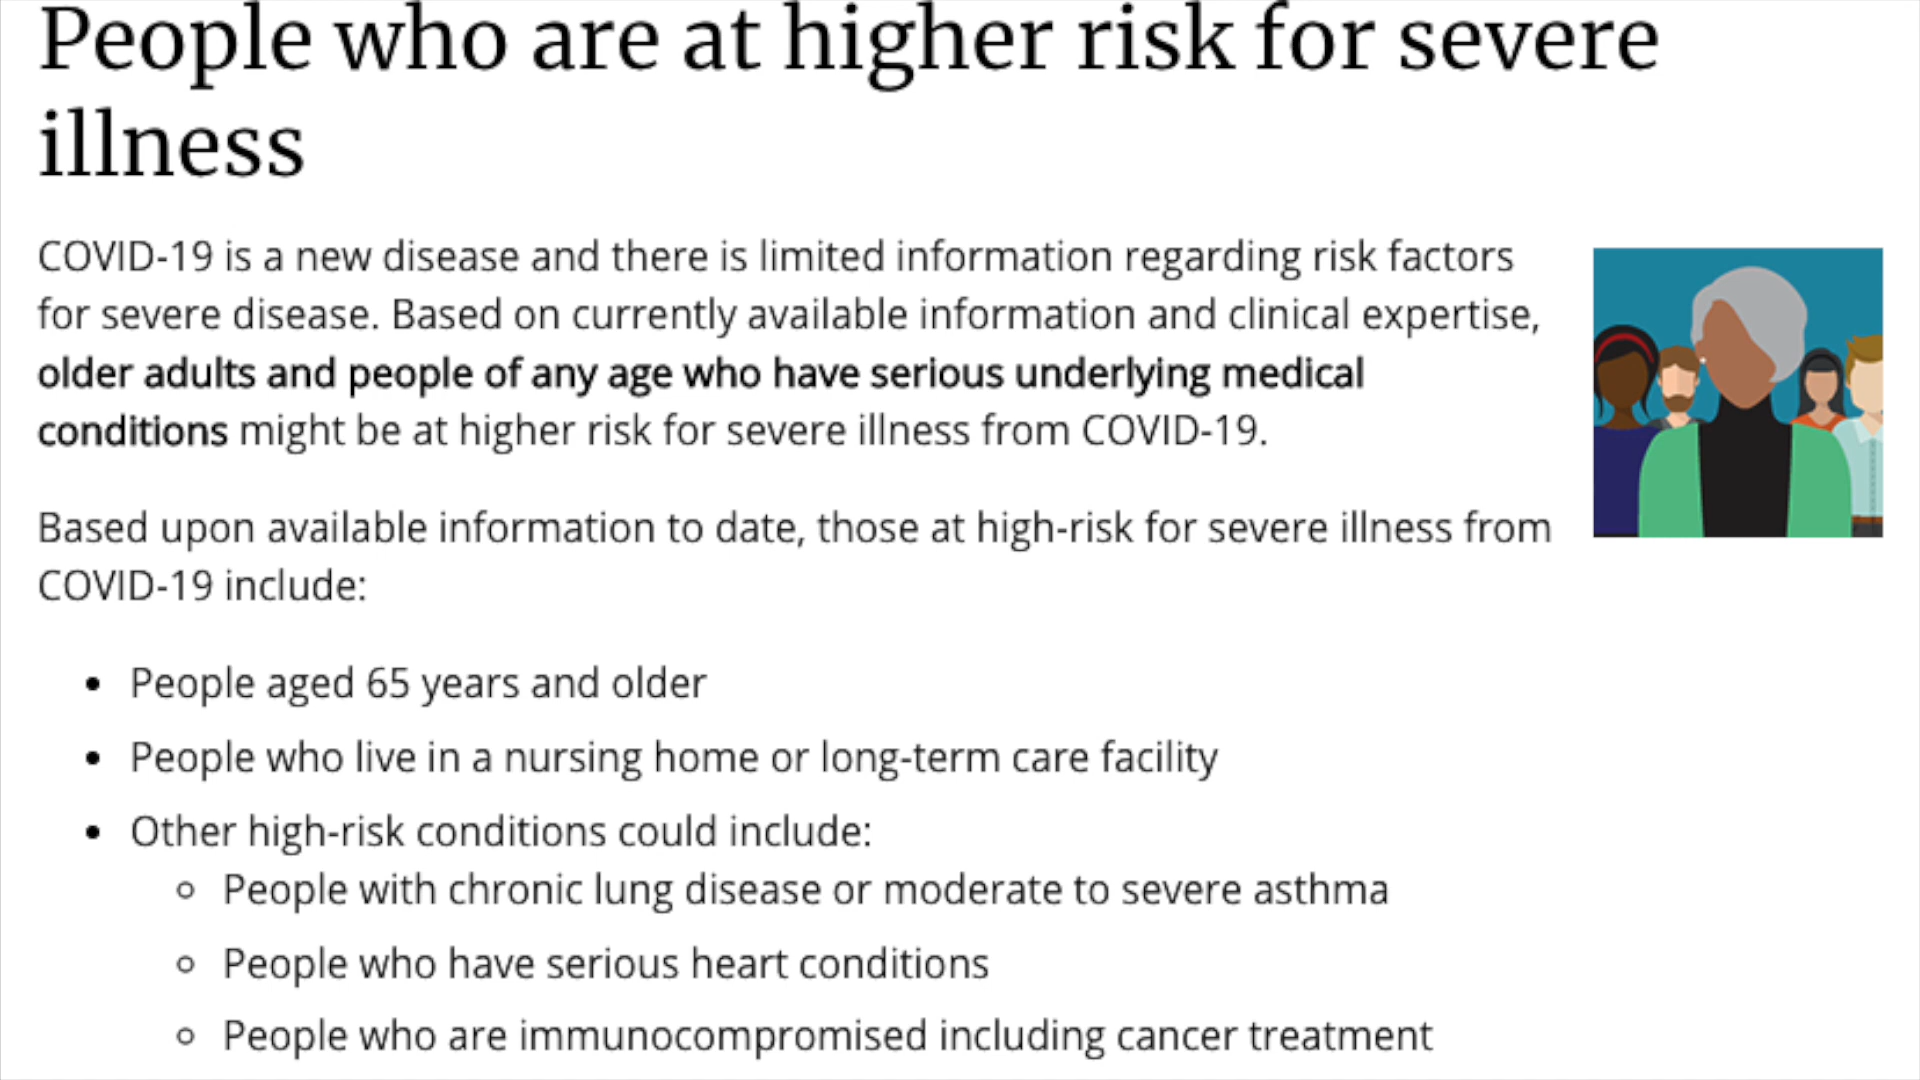 People who are at higher risk for severe
illness
COVID-19 is a new disease and there is limited information regarding risk factors
for severe disease. Based on currently available information and clinical expertise,
older adults and people of any age who have serious underlying medical
conditions might be at higher risk for severe illness from COVID-19.
Based upon available information to date, those at high-risk for severe illness from
COVID-19 include:
• People aged 65 years and older
• People who live in a nursing home or long-term care facility
• Other high-risk conditions could include:
○ People with chronic lung disease or moderate to severe asthma
○ People who have serious heart conditions
○ People who are immunocompromised including cancer treatment